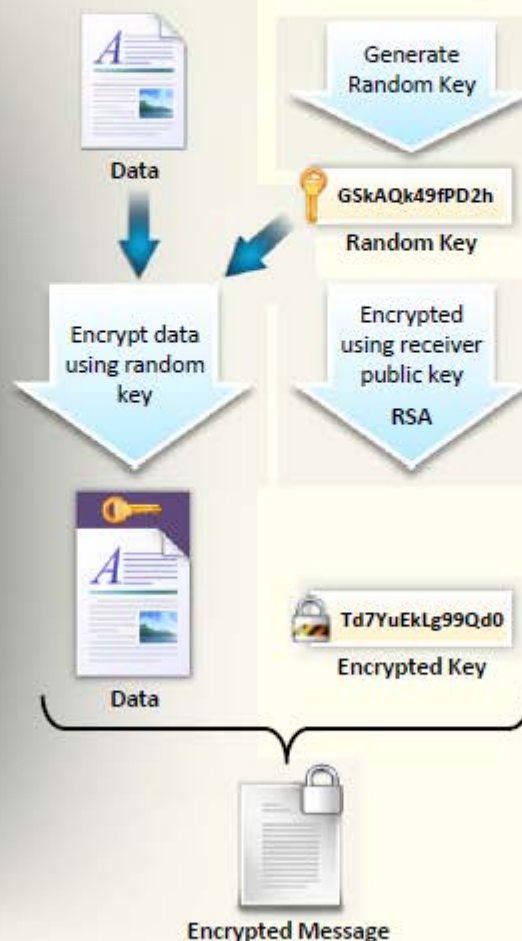 Data
Generate
Random Key
GSkAQk49fPD2h
Random Key
Encrypt data
using random
key
Encrypted
using receiver
public key
RSA
Data
Td7YuEkLg99Qd0
Encrypted Key
Encrypted Message